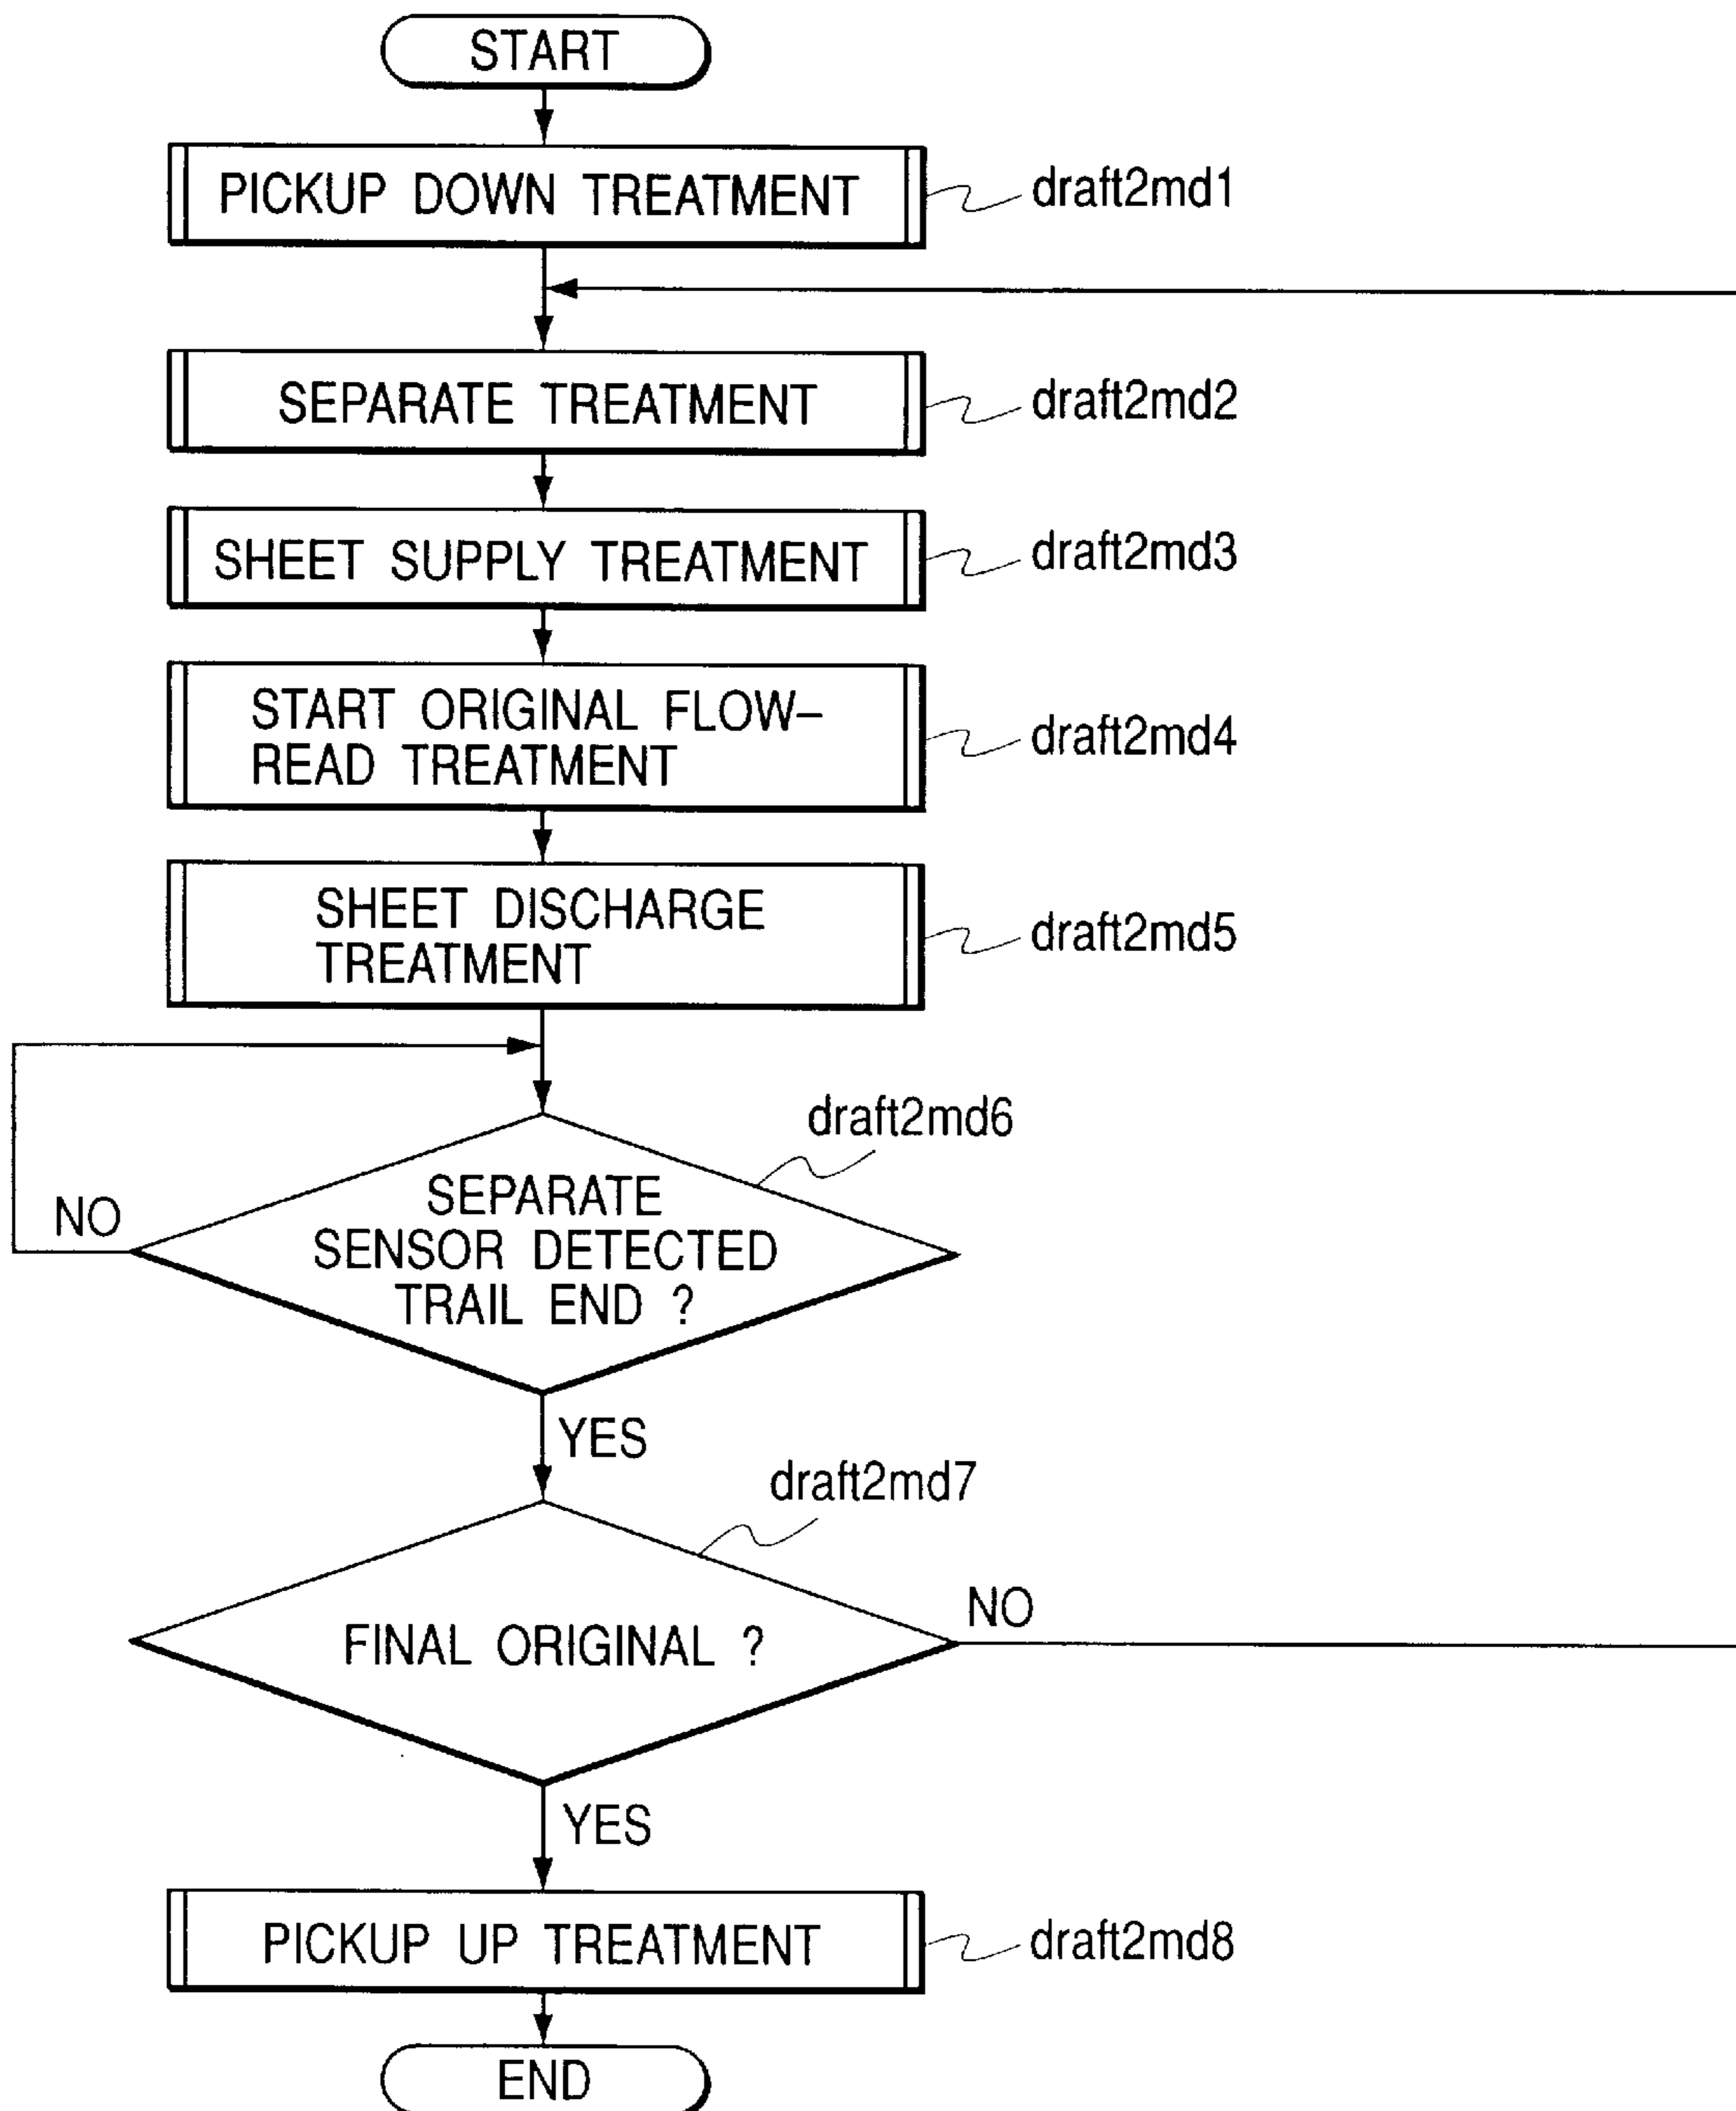 START
PICKUP DOWN TREATMENT
draft2md1
SEPARATE TREATMENT
draft2md2
SHEET SUPPLY TREATMENT
draft2md3
START ORIGINAL FLOW–
READ TREATMENT
draft2md4
SHEET DISCHARGE
TREATMENT
draft2md5
draft2md6
SEPARATE
SENSOR DETECTED
TRAIL END ?
NO
YES
draft2md7
FINAL ORIGINAL ?
NO
YES
PICKUP UP TREATMENT
draft2md8
END